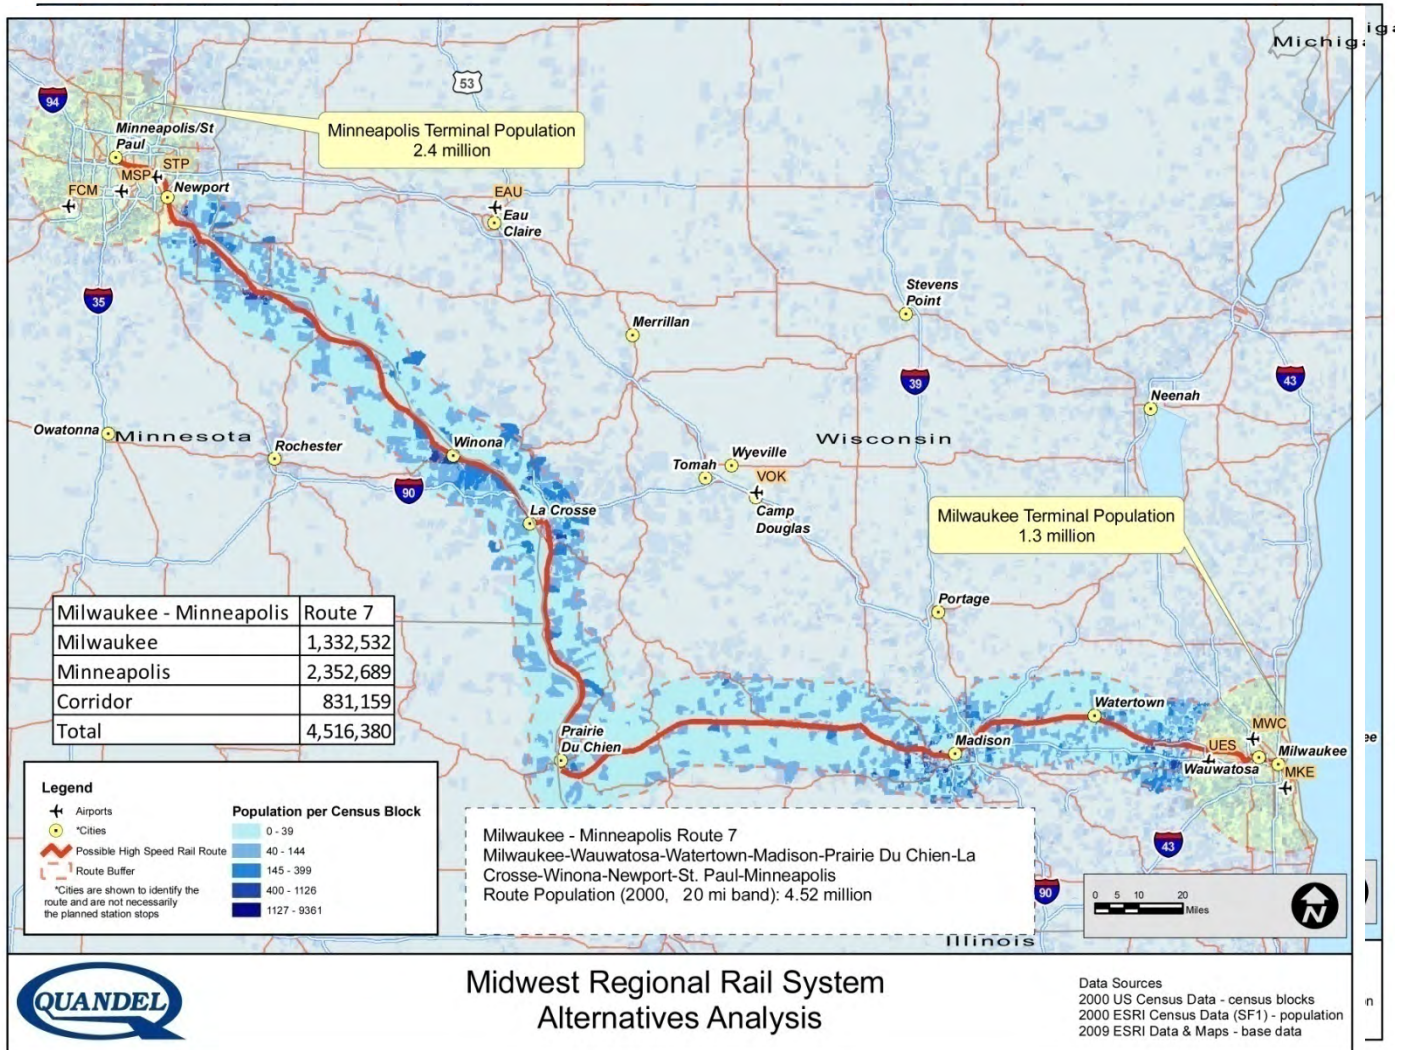 Michiga
iga
53
94
Minneapolis Terminal Population
2.4 million
Minneapolis/St
Paul
STP
MSP
FCM
Newport
EAU
Eau
Claire
Stevens
Point
35
Merrillan
39
43
Neenah
Owatonna
Minnesota
Rochester
Winona
Wisconsin
Wyeville
Tomah
VOK
90
Camp
Douglas
La Crosse
Milwaukee Terminal Population
1.3 million
Portage
Milwaukee - Minneapolis Route 7
Milwaukee 1,332,532
Minneapolis 2,352,689
Corridor 831,159
Total 4,516,380
Prairie
Du Chien
Madison
Watertown
MWC
UES
Milwaukee
ee
Wauwatosa
MKE
43
90
Legend
Airports
*Cities
Possible High Speed Rail Route
Route Buffer
*Cities are shown to identify the
route and are not necessarily
the planned station stops
Population per Census Block
0 - 39
40 - 144
145 - 399
400 - 1126
1127 - 9361
Milwaukee - Minneapolis Route 7
Milwaukee-Wauwatosa-Watertown-Madison-Prairie Du Chien-La
Crosse-Winona-Newport-St. Paul-Minneapolis
Route Population (2000, 20 mi band): 4.52 million
0 5 10 20
Miles
N
Illinois
QUANDEL
Midwest Regional Rail System
Alternatives Analysis
Data Sources
2000 US Census Data - census blocks
2000 ESRI Census Data (SF1) - population
2009 ESRI Data & Maps - base data
n